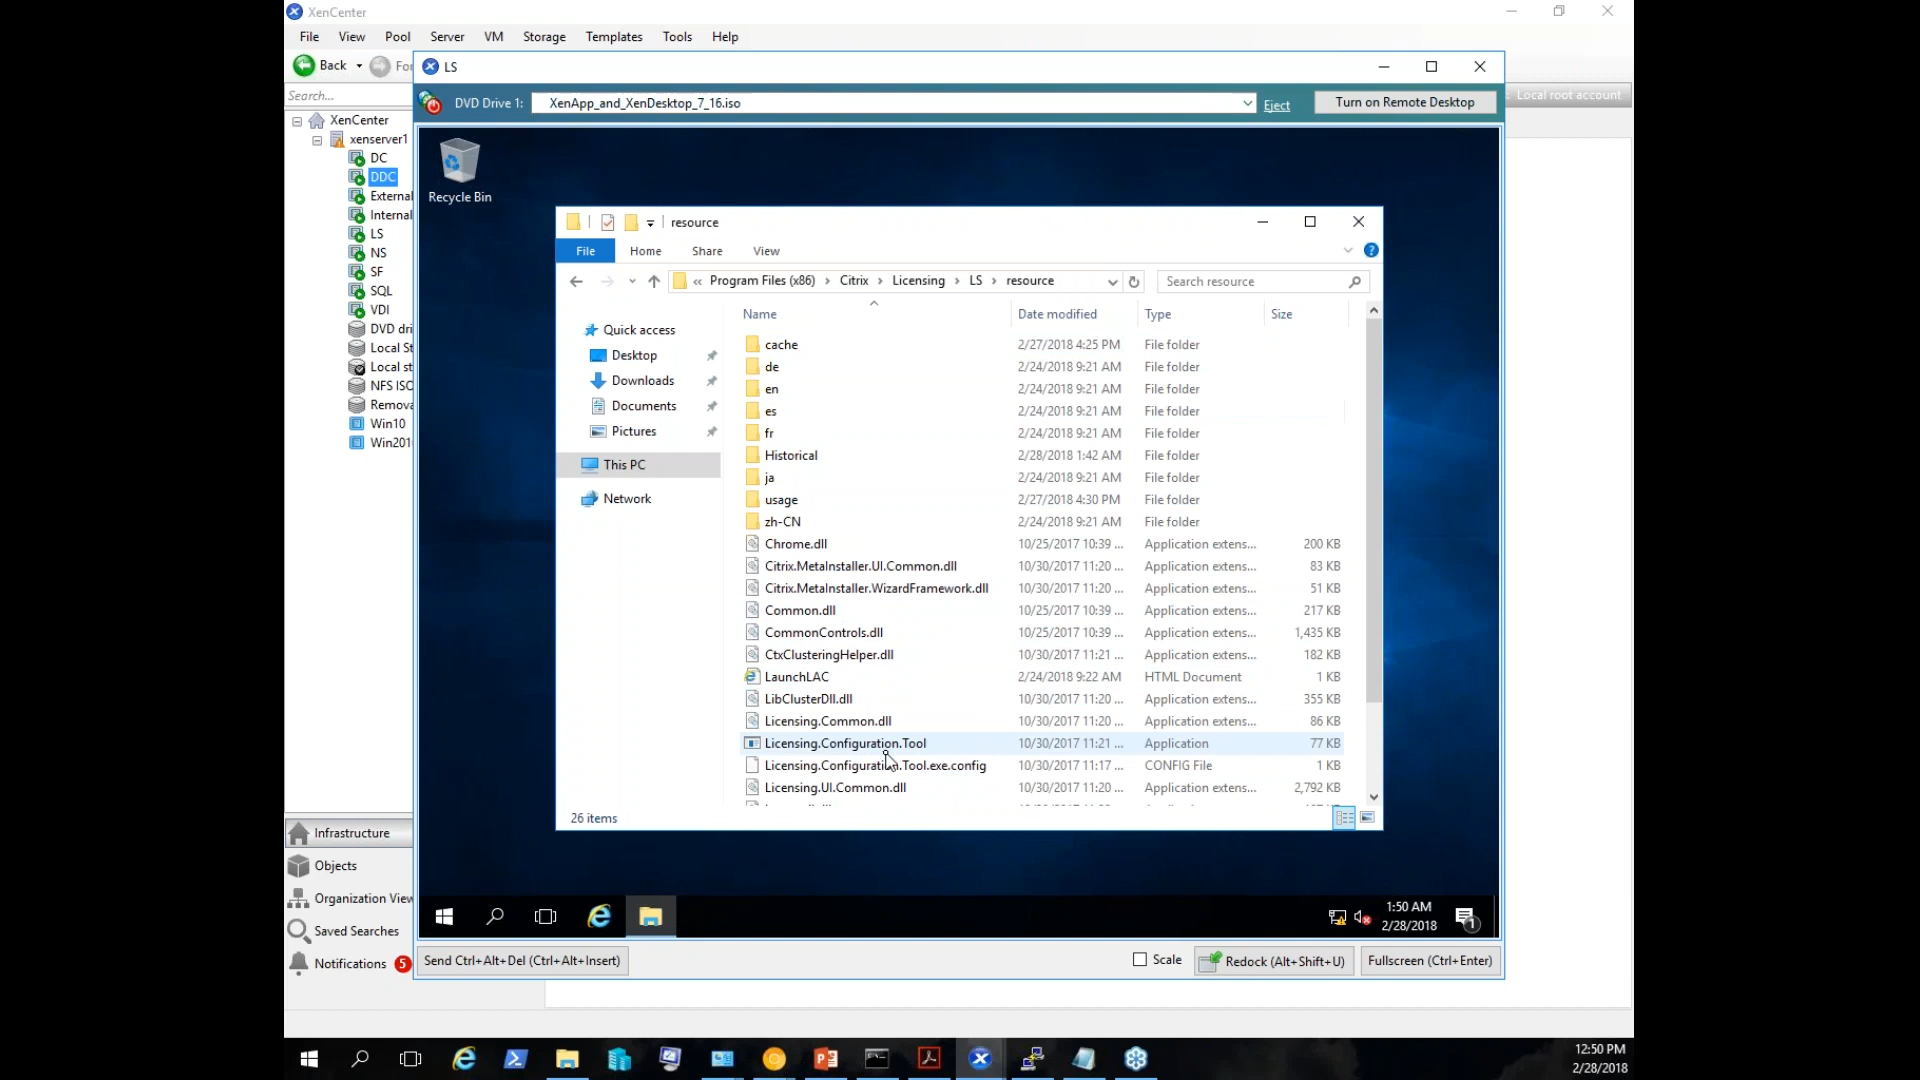 XenCenter
File View Pool Server VM Storage Templates Tools Help
Back
LS
Search...
DVD Drive 1: XenApp_and_XenDesktop_7_16.iso Eject Turn on Remote Desktop
Local root account
XenCenter
xenserver1
DC
DDC
External
Internal
LS
NS
SF
SQL
VDI
DVD dri
Local St
Local st
NFS ISO
Remova
Win10
Win201
Recycle Bin
resource
File Home Share View
« Program Files (x86) › Citrix › Licensing › LS › resource
Search resource
Quick access
Desktop
Downloads
Documents
Pictures
This PC
Network
Name Date modified Type Size
cache 2/27/2018 4:25 PM File folder
de 2/24/2018 9:21 AM File folder
en 2/24/2018 9:21 AM File folder
es 2/24/2018 9:21 AM File folder
fr 2/24/2018 9:21 AM File folder
Historical 2/28/2018 1:42 AM File folder
ja 2/24/2018 9:21 AM File folder
usage 2/27/2018 4:30 PM File folder
zh-CN 2/24/2018 9:21 AM File folder
Chrome.dll 10/25/2017 10:39 ... Application extens... 200 KB
Citrix.MetaInstaller.UI.Common.dll 10/30/2017 11:20 ... Application extens... 83 KB
Citrix.MetaInstaller.WizardFramework.dll 10/30/2017 11:20 ... Application extens... 51 KB
Common.dll 10/25/2017 10:39 ... Application extens... 217 KB
CommonControls.dll 10/25/2017 10:39 ... Application extens... 1,435 KB
CtxClusteringHelper.dll 10/30/2017 11:21 ... Application extens... 182 KB
LaunchLAC 2/24/2018 9:22 AM HTML Document 1 KB
LibClusterDll.dll 10/30/2017 11:20 ... Application extens... 355 KB
Licensing.Common.dll 10/30/2017 11:20 ... Application extens... 86 KB
Licensing.Configuration.Tool 10/30/2017 11:21 ... Application 77 KB
Licensing.Configuration.Tool.exe.config 10/30/2017 11:17 ... CONFIG File 1 KB
Licensing.UI.Common.dll 10/30/2017 11:20 ... Application extens... 2,792 KB
26 items
Infrastructure
Objects
Organization View
Saved Searches
Notifications 5
1:50 AM
2/28/2018
1
Send Ctrl+Alt+Del (Ctrl+Alt+Insert)
Scale
Redock (Alt+Shift+U)
Fullscreen (Ctrl+Enter)
12:50 PM
2/28/2018